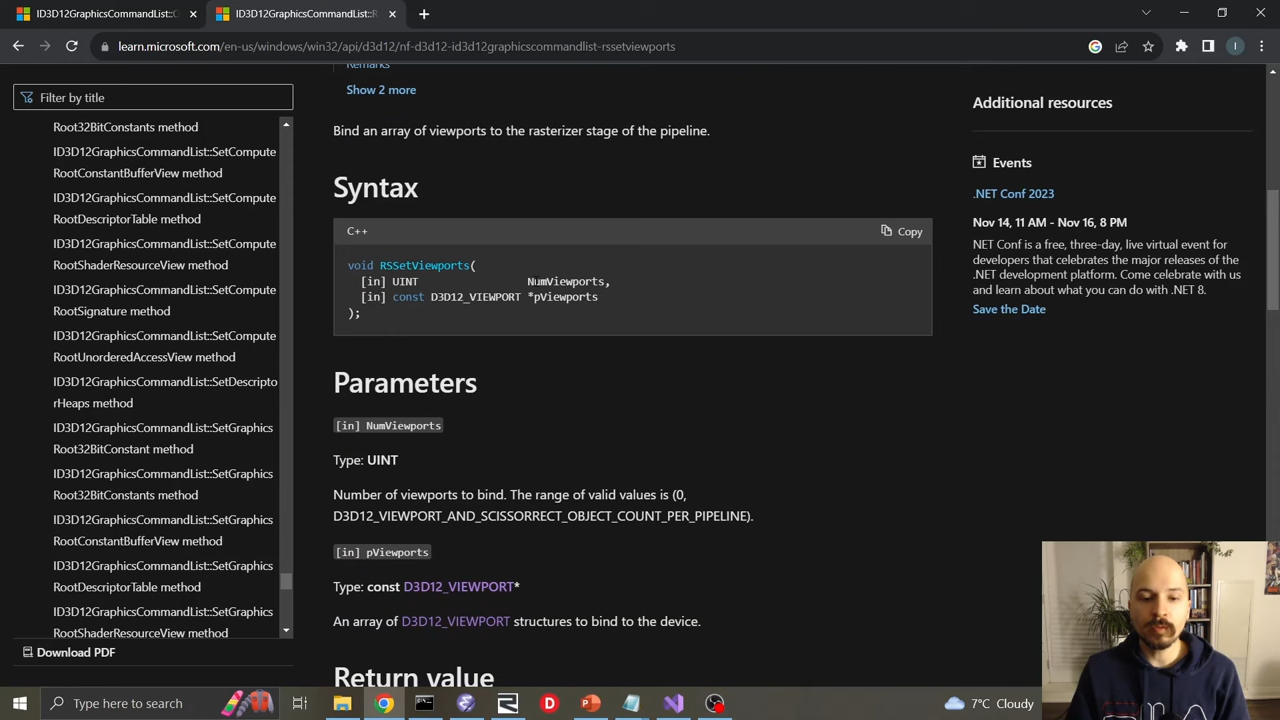 ID3D12GraphicsCommandList::C
ID3D12GraphicsCommandList::R
learn.microsoft.com/en-us/windows/win32/api/d3d12/nf-d3d12-id3d12graphicscommandlist-rssetviewports
Filter by title
Root32BitConstants method
ID3D12GraphicsCommandList::SetCompute
RootConstantBufferView method
ID3D12GraphicsCommandList::SetCompute
RootDescriptorTable method
ID3D12GraphicsCommandList::SetCompute
RootShaderResourceView method
ID3D12GraphicsCommandList::SetCompute
RootSignature method
ID3D12GraphicsCommandList::SetCompute
RootUnorderedAccessView method
ID3D12GraphicsCommandList::SetDescripto
rHeaps method
ID3D12GraphicsCommandList::SetGraphics
Root32BitConstant method
ID3D12GraphicsCommandList::SetGraphics
Root32BitConstants method
ID3D12GraphicsCommandList::SetGraphics
RootConstantBufferView method
ID3D12GraphicsCommandList::SetGraphics
RootDescriptorTable method
ID3D12GraphicsCommandList::SetGraphics
RootShaderResourceView method
Download PDF
Remarks
Show 2 more
Bind an array of viewports to the rasterizer stage of the pipeline.
Syntax
C++
Copy
void RSSetViewports(
[in] UINT NumViewports,
[in] const D3D12_VIEWPORT *pViewports
);
Parameters
[in] NumViewports
Type: UINT
Number of viewports to bind. The range of valid values is (0,
D3D12_VIEWPORT_AND_SCISSORRECT_OBJECT_COUNT_PER_PIPELINE).
[in] pViewports
Type: const D3D12_VIEWPORT*
An array of D3D12_VIEWPORT structures to bind to the device.
Return value
Additional resources
Events
.NET Conf 2023
Nov 14, 11 AM - Nov 16, 8 PM
.NET Conf is a free, three-day, live virtual event for
developers that celebrates the major releases of
the .NET development platform. Come celebrate with us
and learn about what you can do with .NET 8.
Save the Date
Type here to search
7°C Cloudy